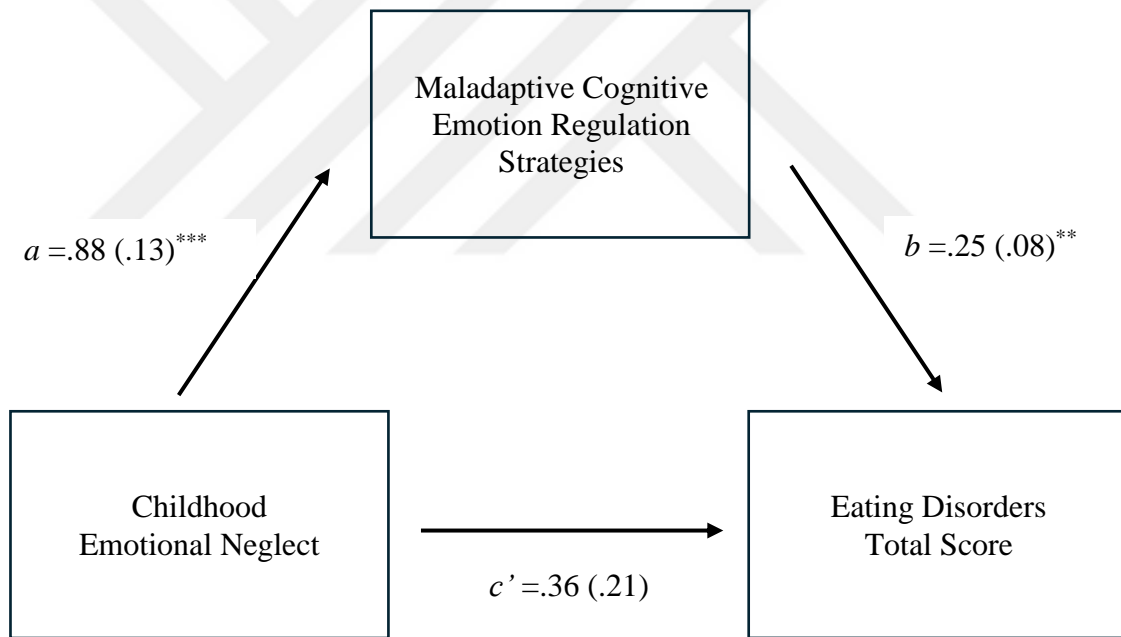 Maladaptive Cognitive
Emotion Regulation
Strategies
a =.88 (.13)***
b =.25 (.08)**
Childhood
Emotional Neglect
Eating Disorders
Total Score
c’ =.36 (.21)